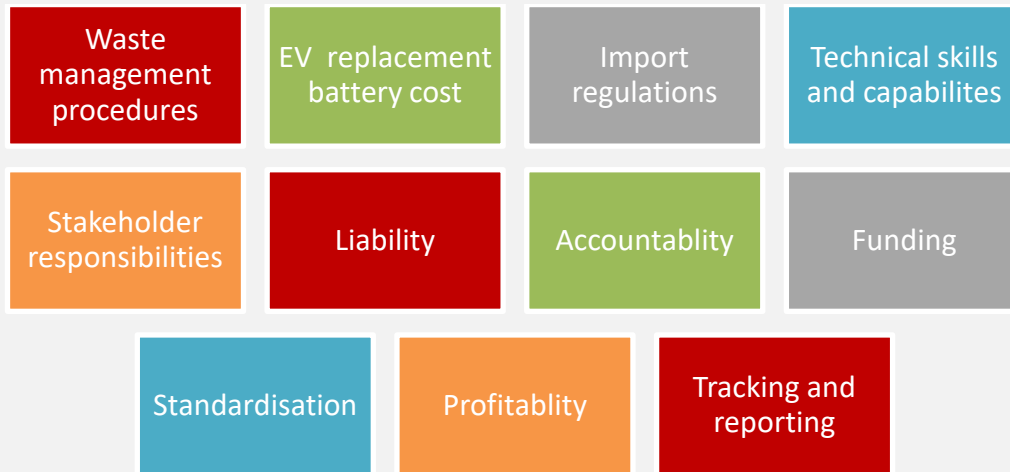 Waste
management
procedures
EV  replacement
battery cost
Import
regulations
Technical skills
and capabilites
Stakeholder
responsibilities
Liability
Accountablity
Funding
Standardisation
Profitablity
Tracking and
reporting